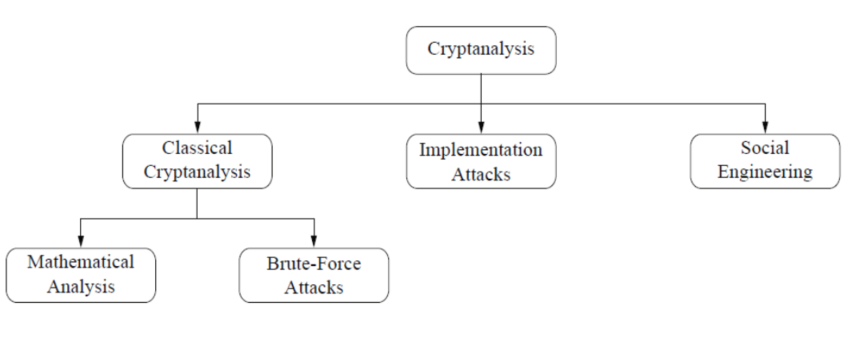 Cryptanalysis
Classical
Cryptanalysis
Implementation
Attacks
Social
Engineering
Mathematical
Analysis
Brute-Force
Attacks